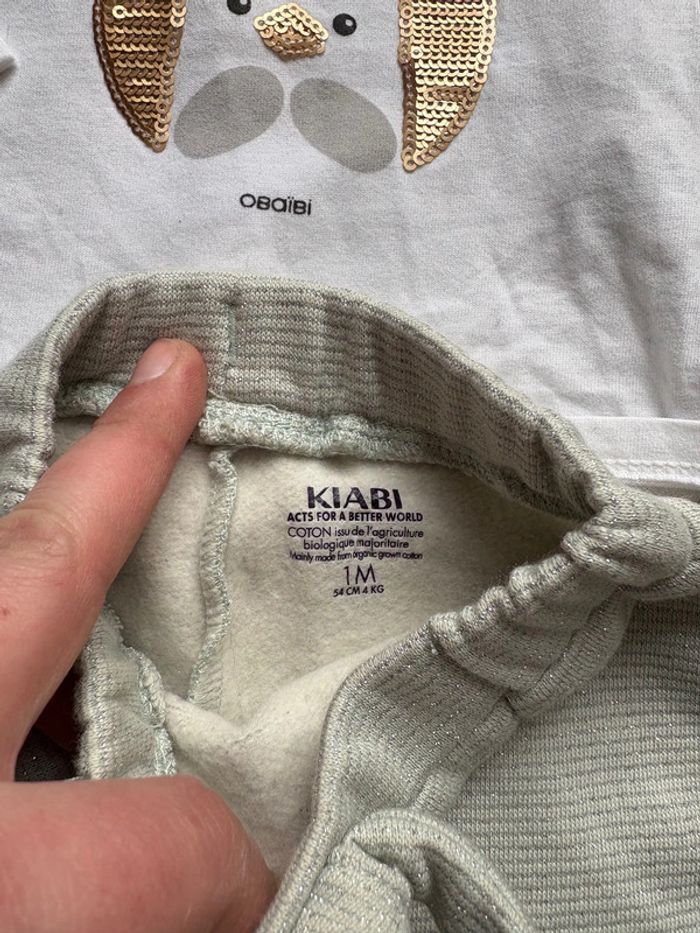 OBaïBi
KIABI
ACTS FOR A BETTER WORLD
COTON issu de l'agriculture
biologique majoritaire
Mainly made from organic grown cotton
1M
54 CM 4 KG